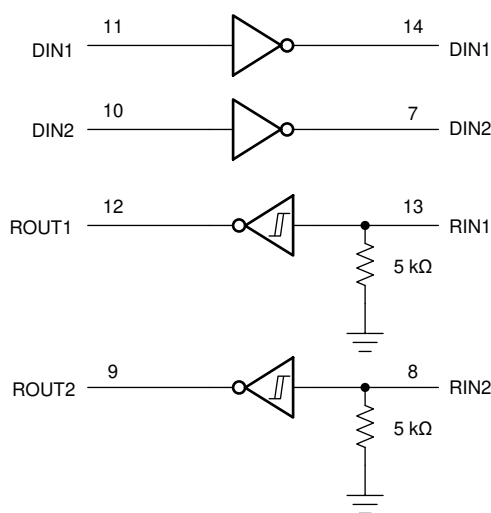 11 14
DIN1 DIN1
10 7
DIN2 DIN2
12 13
ROUT1 RIN1
5 kΩ
9 8
ROUT2 RIN2
5 kΩ